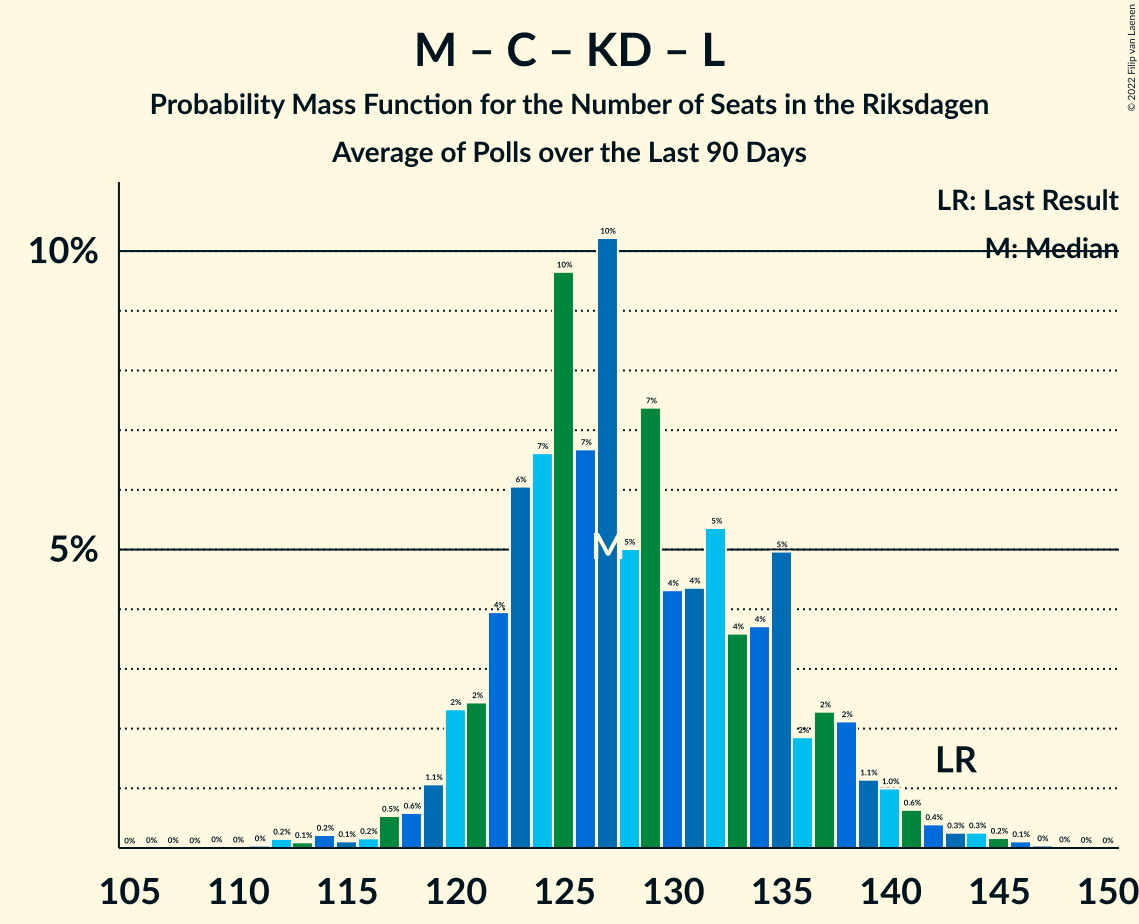 M – C – KD – L
Probability Mass Function for the Number of Seats in the Riksdagen
Average of Polls over the Last 90 Days
© 2022 Filip van Laenen
LR: Last Result
M: Median
10%
5%
0% 0% 0% 0% 0% 0% 0% 0.2% 0.1% 0.2% 0.1% 0.2% 0.5% 0.6% 1.1% 2% 2% 4% 6% 7% 10% 7% 10% 5% 7% 4% 4% 5% 4% 4% 5% 2% 2% 2% 1.1% 1.0% 0.6% 0.4% 0.3% 0.3% 0.2% 0.1% 0% 0% 0% 0%
M
LR
105 110 115 120 125 130 135 140 145 150